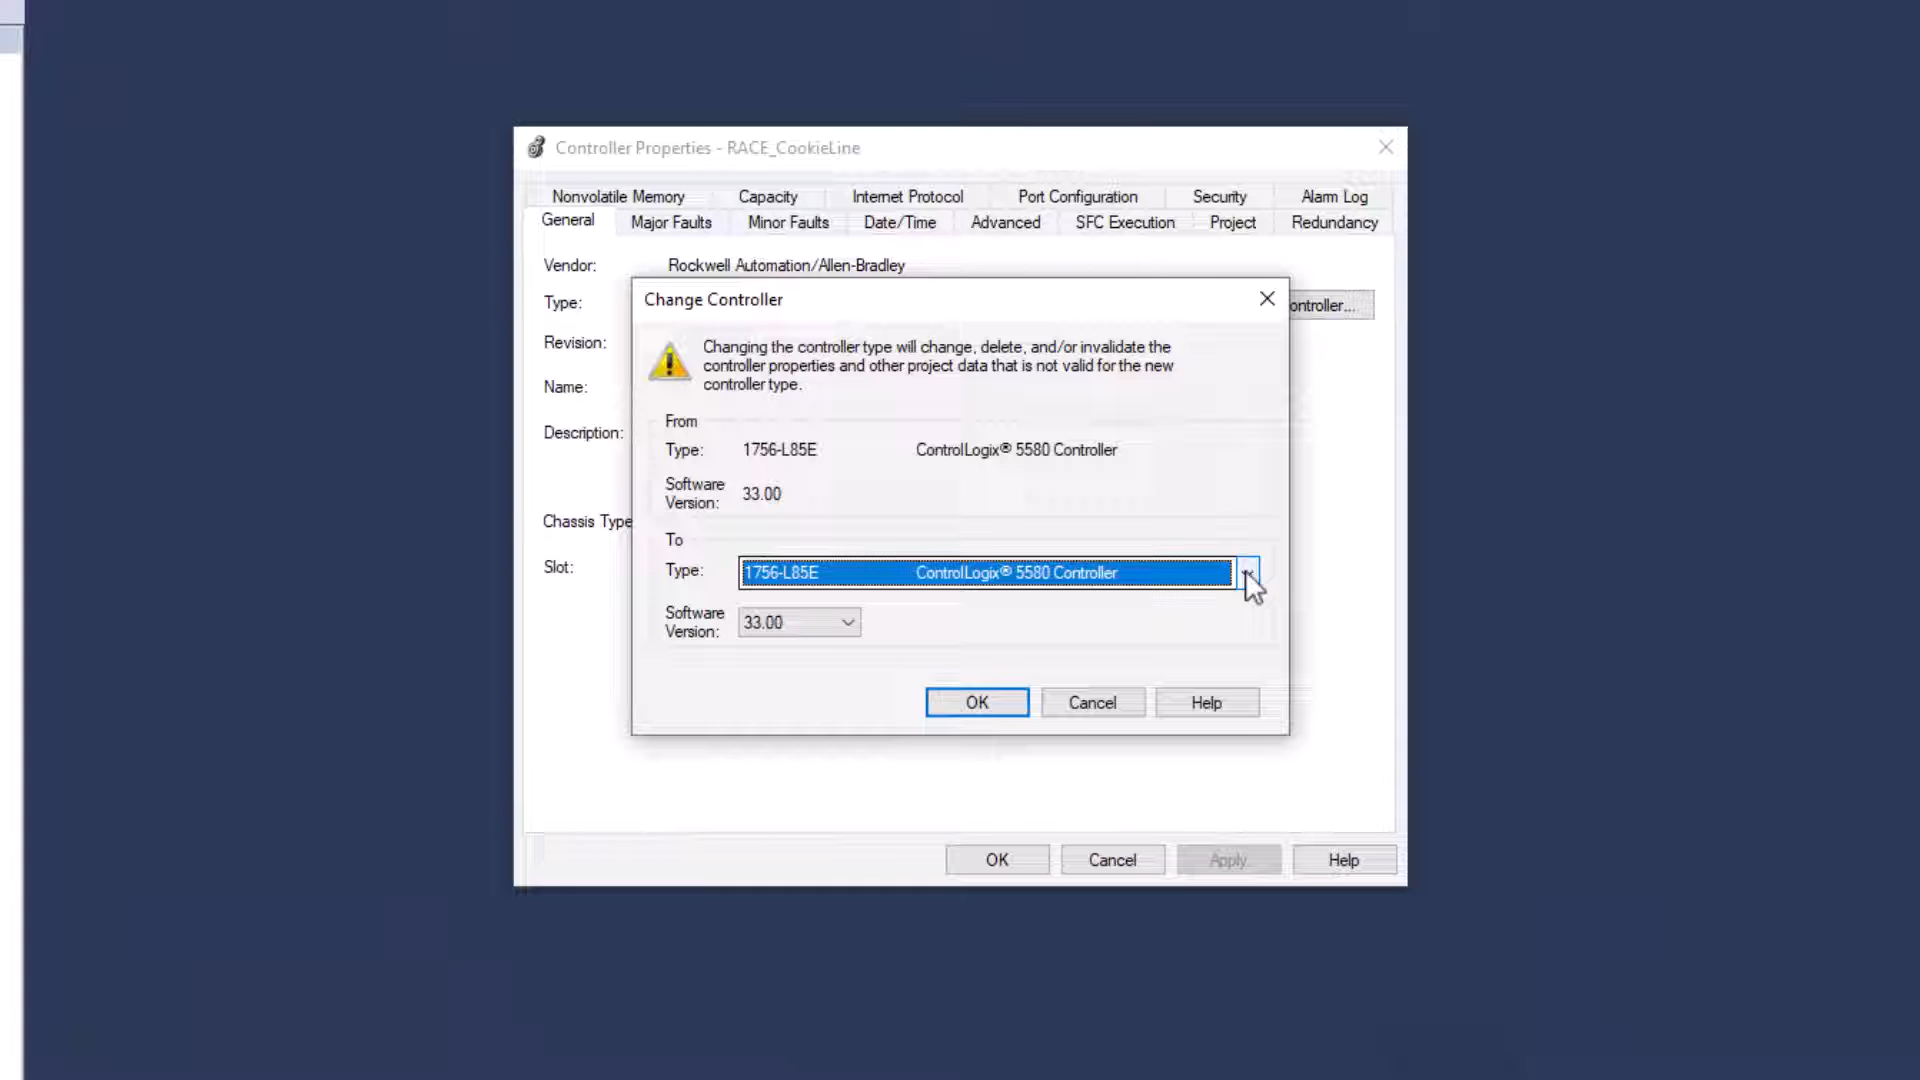 Controller Properties - RACE_CookieLine
Nonvolatile Memory Capacity Internet Protocol Port Configuration Security Alarm Log
General Major Faults Minor Faults Date/Time Advanced SFC Execution Project Redundancy
Vendor: Rockwell Automation/Allen-Bradley
Type:
ontroller...
Revision:
Name:
Description:
Chassis Type
Slot:
Change Controller
Changing the controller type will change, delete, and/or invalidate the
controller properties and other project data that is not valid for the new
controller type.
From
Type: 1756-L85E ControlLogix® 5580 Controller
Software
Version: 33.00
To
Type: 1756-L85E ControlLogix® 5580 Controller
Software
Version: 33.00
OK Cancel Help
OK Cancel Apply Help